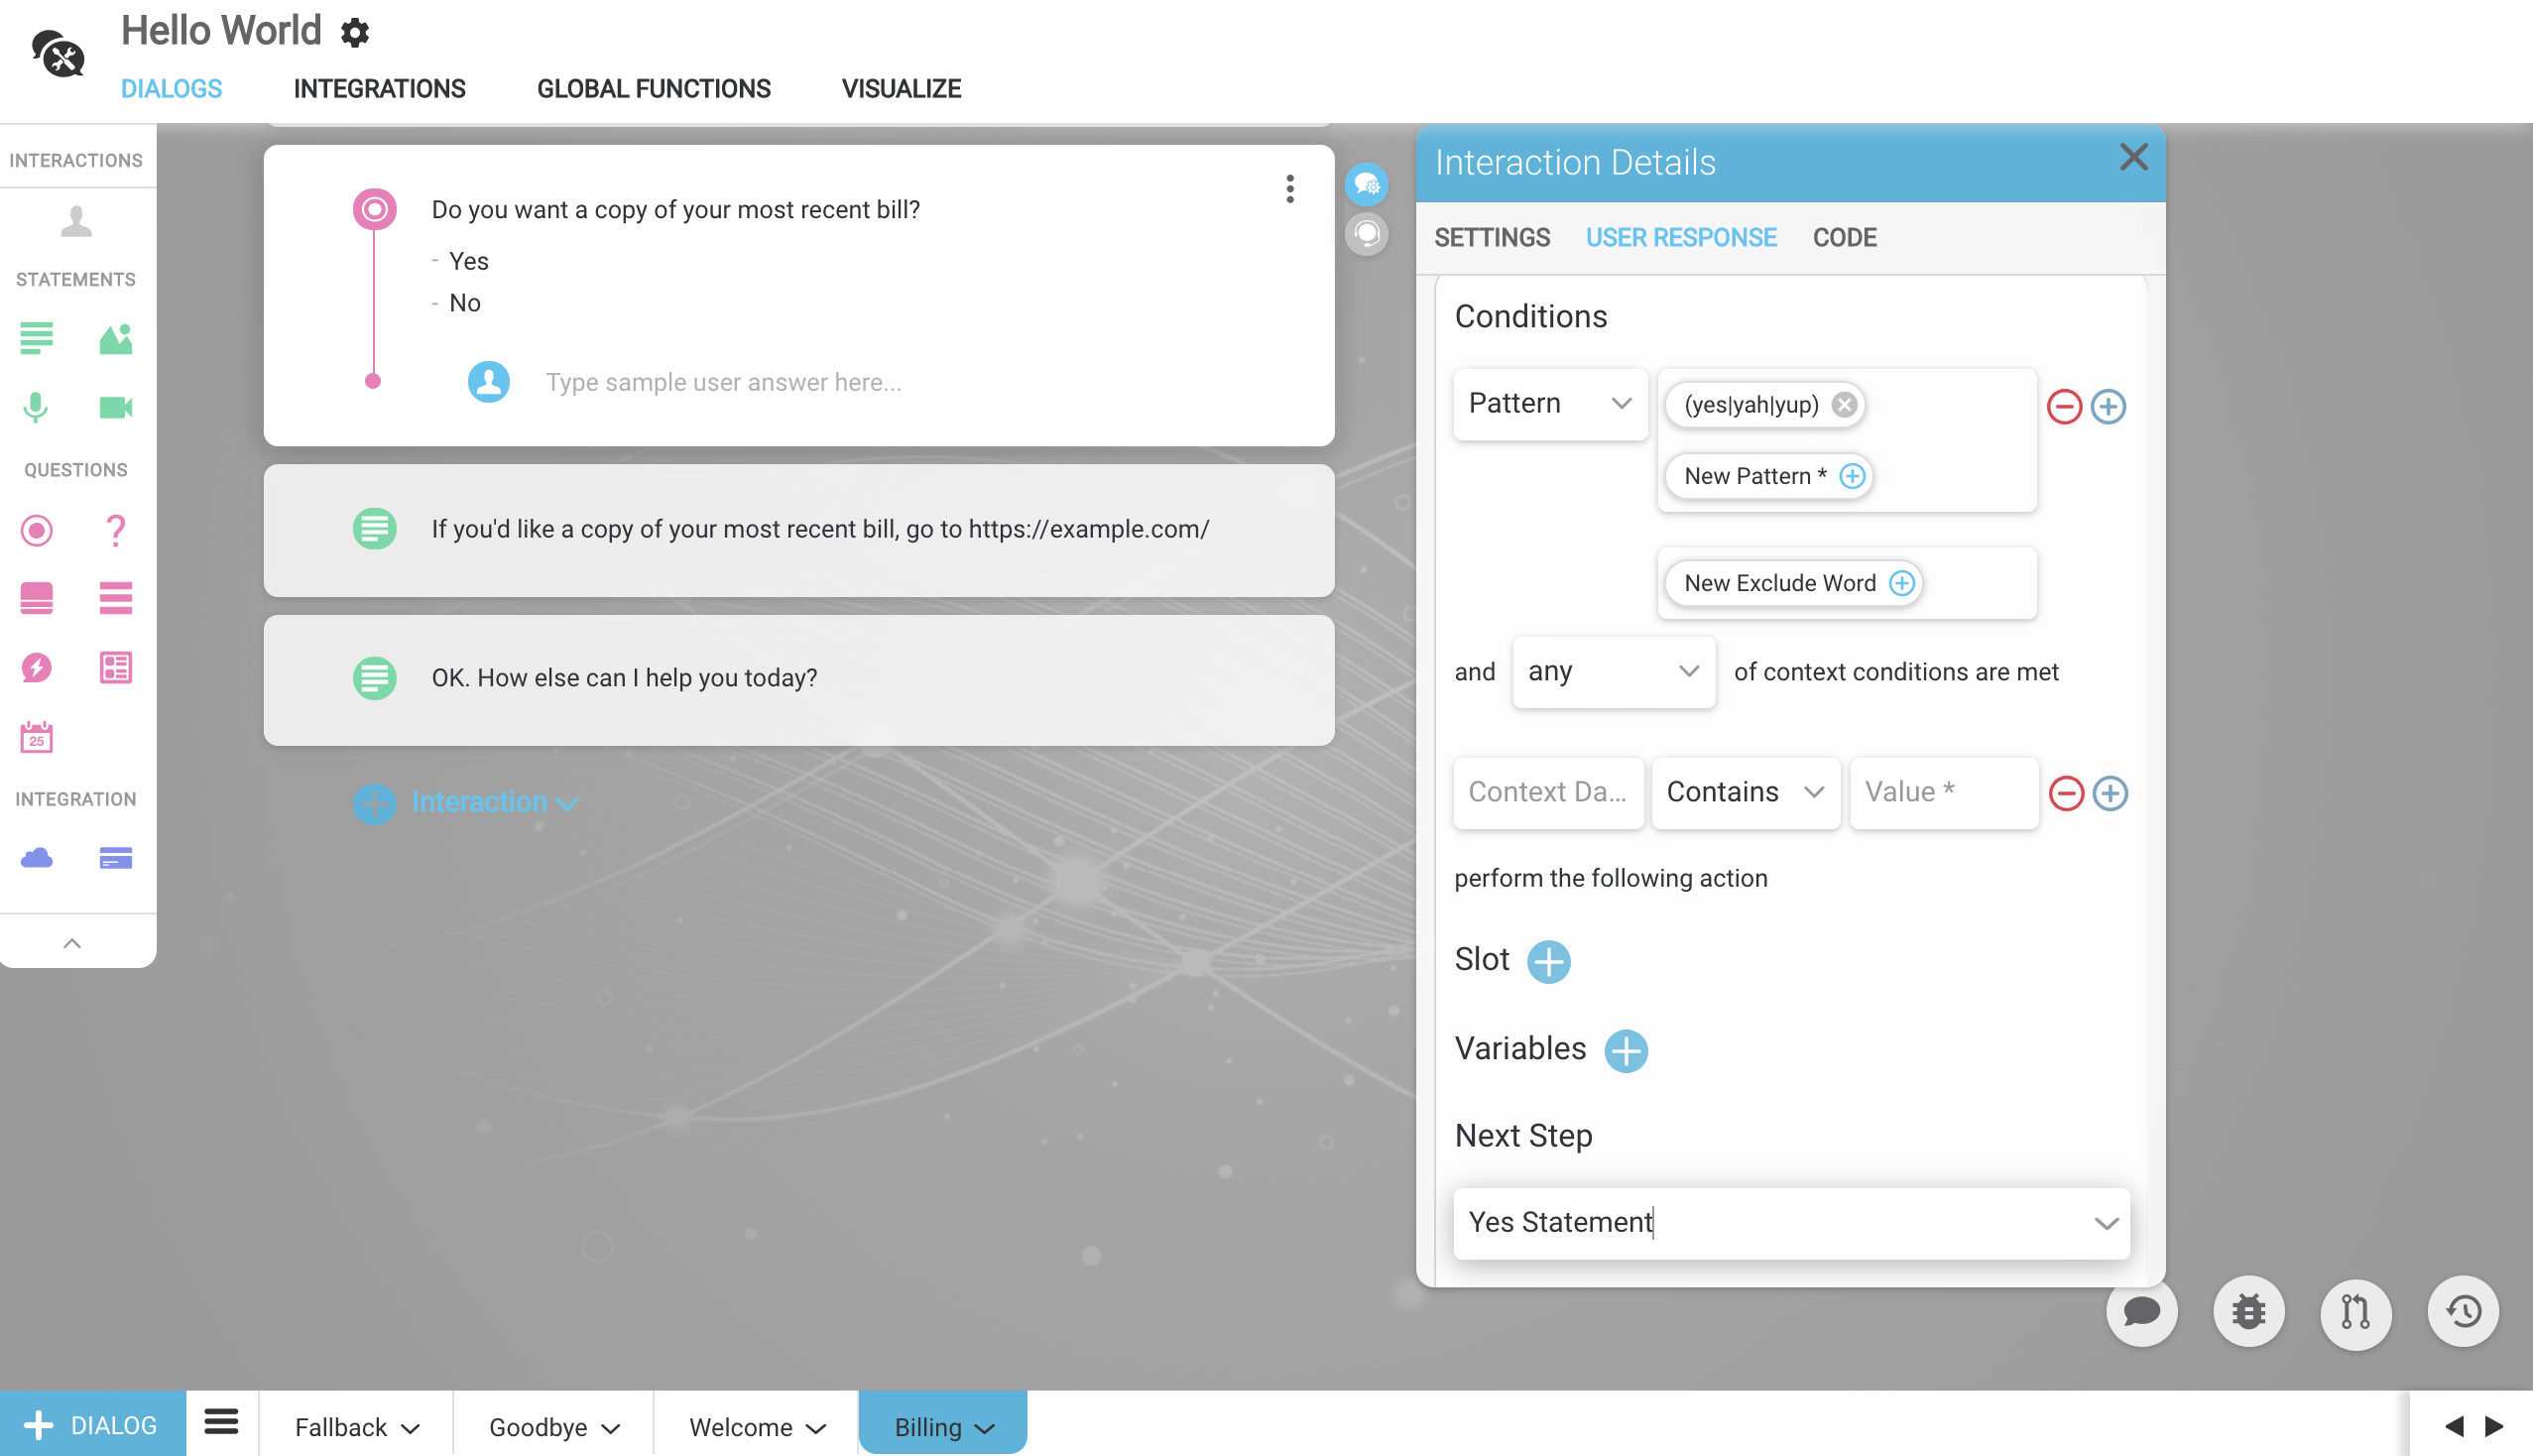 Hello World
DIALOGS INTEGRATIONS GLOBAL FUNCTIONS VISUALIZE
INTERACTIONS
STATEMENTS
QUESTIONS
25
INTEGRATION
Do you want a copy of your most recent bill?
- Yes
- No
Type sample user answer here...
If you'd like a copy of your most recent bill, go to https://example.com/
OK. How else can I help you today?
Interaction
Interaction Details
SETTINGS USER RESPONSE CODE
Conditions
Pattern (yes|yah|yup)
New Pattern *
New Exclude Word
and any of context conditions are met
Context Da... Contains Value *
perform the following action
Slot
Variables
Next Step
Yes Statement
DIALOG Fallback Goodbye Welcome Billing